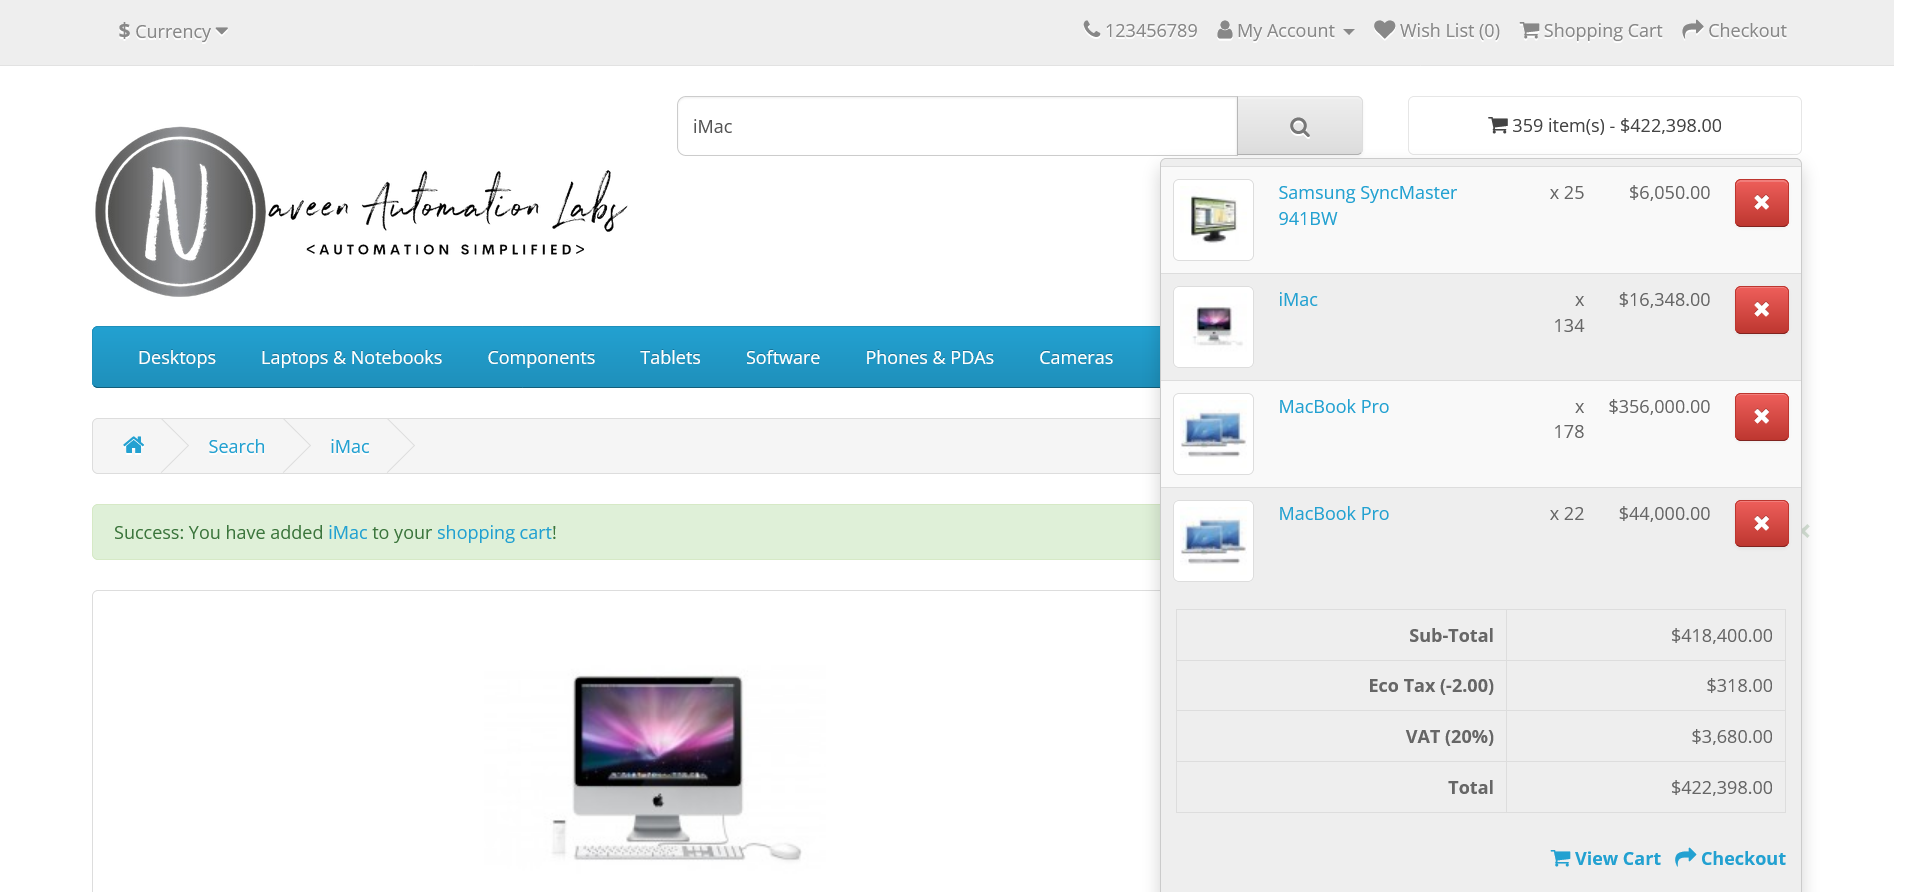 $ Currency
123456789 My Account Wish List (0) Shopping Cart Checkout
iMac
359 item(s) - $422,398.00
N
aveen Automation Labs
<AUTOMATION SIMPLIFIED>
Desktops Laptops & Notebooks Components Tablets Software Phones & PDAs Cameras
Search iMac
Success: You have added iMac to your shopping cart!
Samsung SyncMaster x 25 $6,050.00
941BW
iMac x $16,348.00
134
MacBook Pro x $356,000.00
178
MacBook Pro x 22 $44,000.00
Sub-Total $418,400.00
Eco Tax (-2.00) $318.00
VAT (20%) $3,680.00
Total $422,398.00
View Cart Checkout